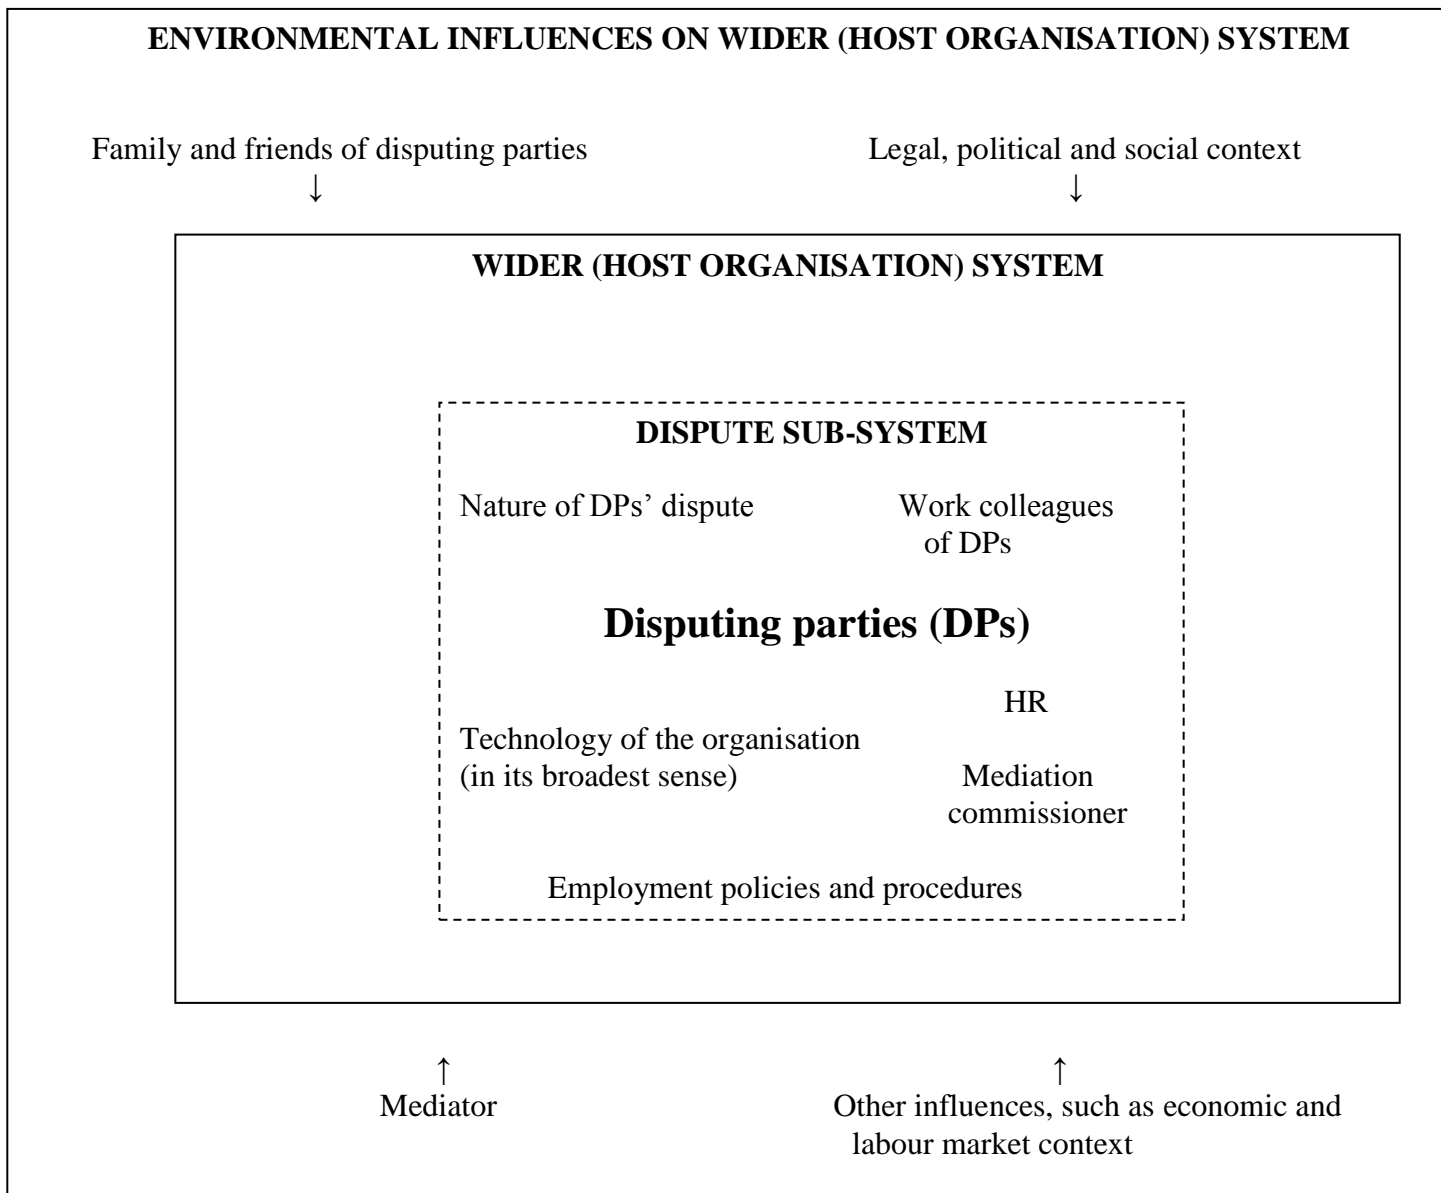 ENVIRONMENTAL INFLUENCES ON WIDER (HOST ORGANISATION) SYSTEM
Family and friends of disputing parties
Legal, political and social context
↓
↓
WIDER (HOST ORGANISATION) SYSTEM
DISPUTE SUB-SYSTEM
Nature of DPs’ dispute
Work colleagues
of DPs
Disputing parties (DPs)
HR
Technology of the organisation
(in its broadest sense)
Mediation
commissioner
Employment policies and procedures
↑
↑
Mediator
Other influences, such as economic and
labour market context